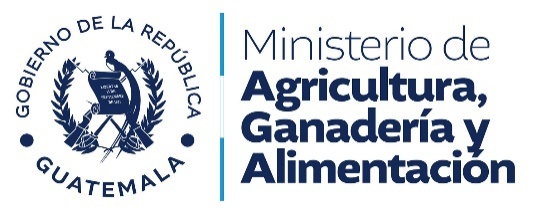 GOBIERNO DE LA REPÚBLICA
GUATEMALA
Ministerio de
Agricultura,
Ganadería y
Alimentación